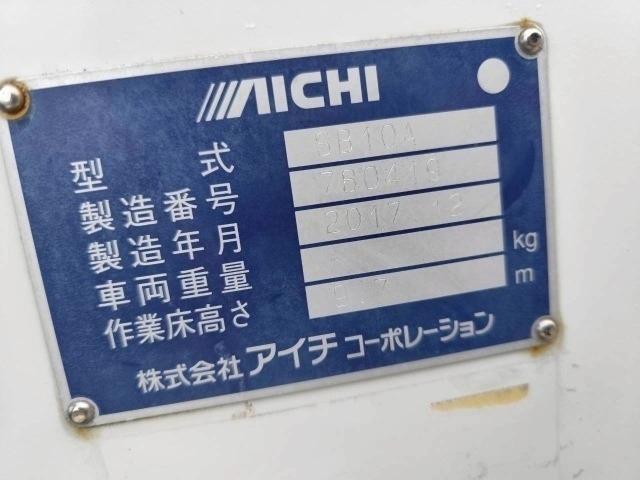 AICHI
型式 SB10A
製造番号 780419
製造年月 2017 12
車両重量 kg
作業床高さ 9.7 m
株式会社 アイチ コーポレーション